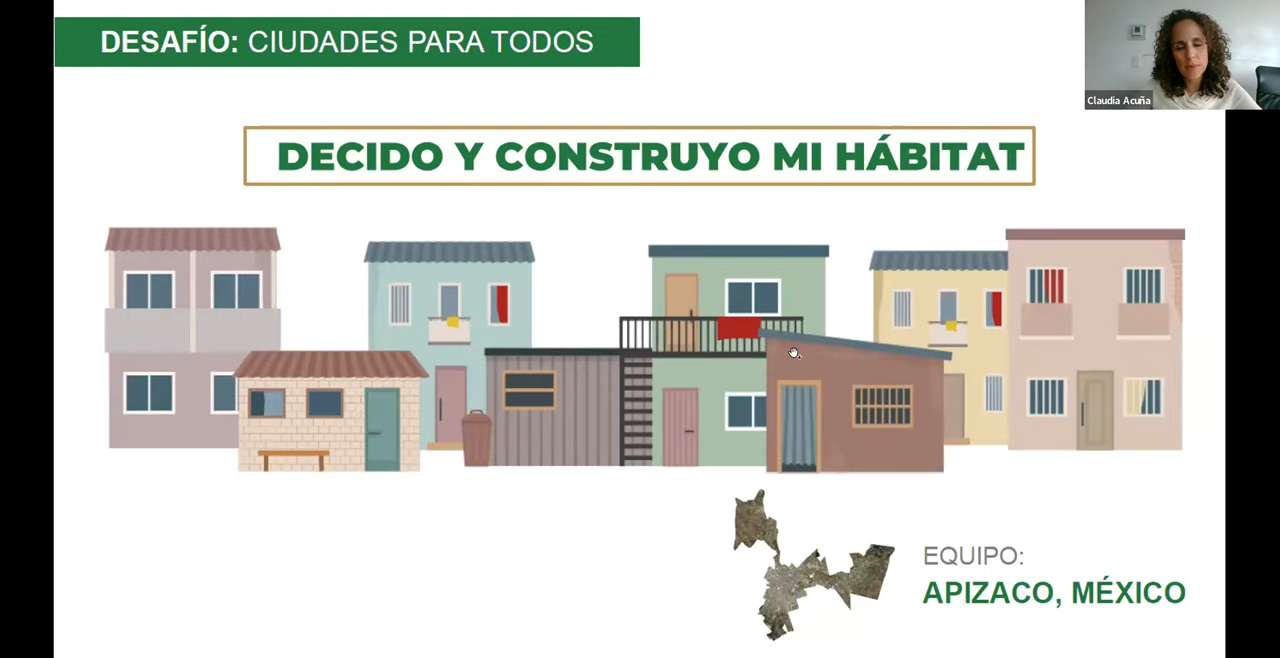 DESAFÍO: CIUDADES PARA TODOS
Claudia Acuña
DECIDO Y CONSTRUYO MI HÁBITAT
EQUIPO:
APIZACO, MÉXICO